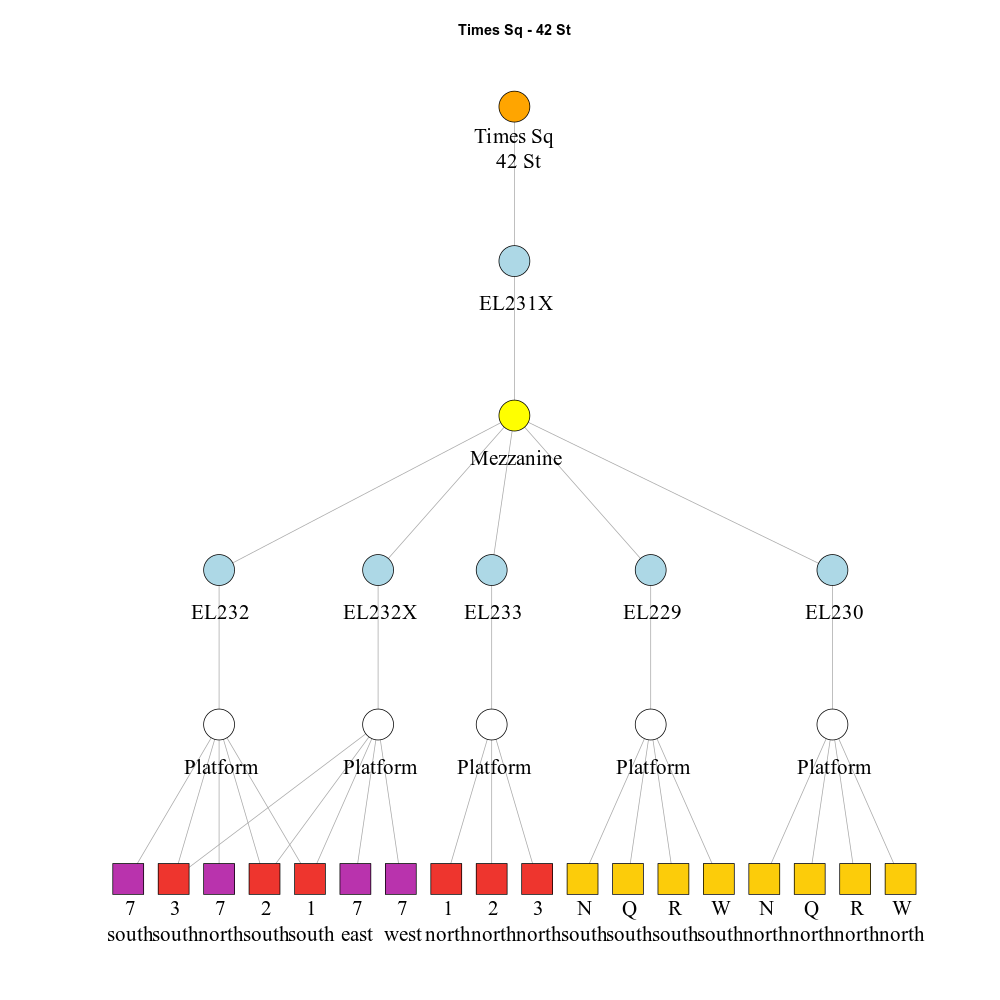 Times Sq - 42 St
Times Sq
42 St
EL231X
Mezzanine
EL232 EL232X EL233 EL229 EL230
Platform Platform Platform Platform Platform
7 3 7 2 1 7 7 1 2 3 N Q R W N Q R W
south south north south south east west north north north south south south south north north north north